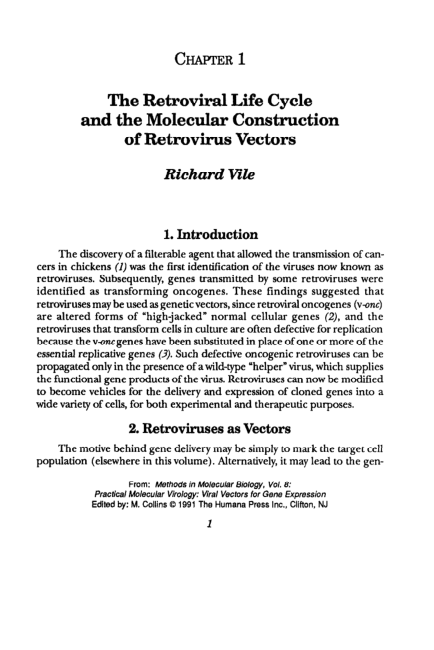 CHAPTER 1
The Retroviral Life Cycle
and the Molecular Construction
of Retrovirus Vectors
Richard Vile
1. Introduction
The discovery of a filterable agent that allowed the transmission of can-
cers in chickens (1) was the first identification of the viruses now known as
retroviruses. Subsequently, genes transmitted by some retroviruses were
identified as transforming oncogenes. These findings suggested that
retroviruses may be used as genetic vectors, since retroviral oncogenes (v-onc)
are altered forms of "high-jacked" normal cellular genes (2), and the
retroviruses that transform cells in culture are often defective for replication
because the v-onc genes have been substituted in place of one or more of the
essential replicative genes (3). Such defective oncogenic retroviruses can be
propagated only in the presence of a wild-type "helper" virus, which supplies
the functional gene products of the virus. Retroviruses can now be modified
to become vehicles for the delivery and expression of cloned genes into a
wide variety of cells, for both experimental and therapeutic purposes.
2. Retroviruses as Vectors
The motive behind gene delivery may be simply to mark the target cell
population (elsewhere in this volume). Alternatively, it may lead to the gen-
From: Methods in Molecular Biology, Vol. 8:
Practical Molecular Virology: Viral Vectors for Gene Expression
Edited by: M. Collins © 1991 The Humana Press Inc., Clifton, NJ
1